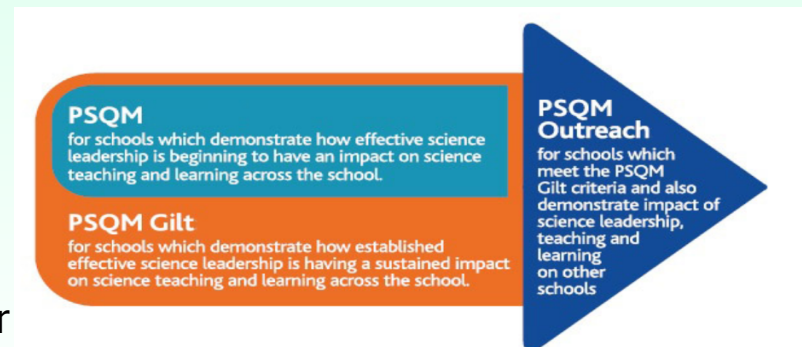 PSQM
for schools which demonstrate how effective science
leadership is beginning to have an impact on science
teaching and learning across the school.
PSQM Gilt
for schools which demonstrate how established
effective science leadership is having a sustained impact
on science teaching and learning across the school.
PSQM
Outreach
for schools which
meet the PSQM
Gilt criteria and also
demonstrate impact of
science leadership,
teaching and
learning
on other
schools
r